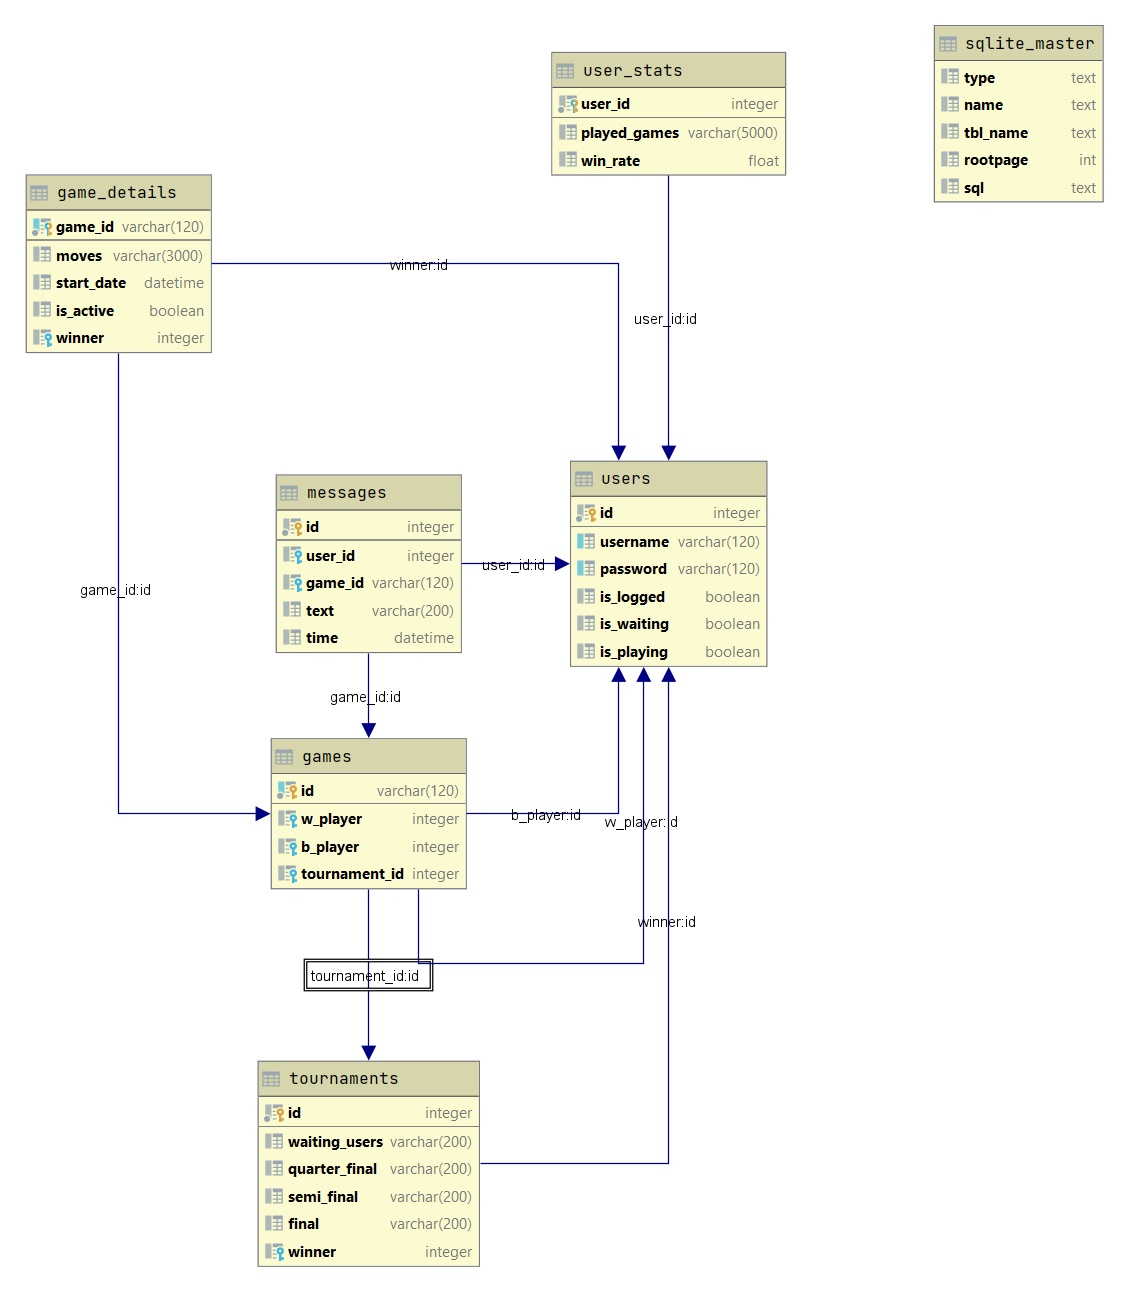 sqlite_master
type text
name text
tbl_name text
rootpage int
sql text
user_stats
user_id integer
played_games varchar(5000)
win_rate float
game_details
game_id varchar(120)
moves varchar(3000)
start_date datetime
is_active boolean
winner integer
winner:id
user_id:id
users
id integer
username varchar(120)
password varchar(120)
is_logged boolean
is_waiting boolean
is_playing boolean
messages
id integer
user_id integer
game_id varchar(120)
text varchar(200)
time datetime
user_id:id
game_id:id
game_id:id
games
id varchar(120)
w_player integer
b_player integer
tournament_id integer
b_player:id
w_player:id
winner:id
tournament_id:id
tournaments
id integer
waiting_users varchar(200)
quarter_final varchar(200)
semi_final varchar(200)
final varchar(200)
winner integer